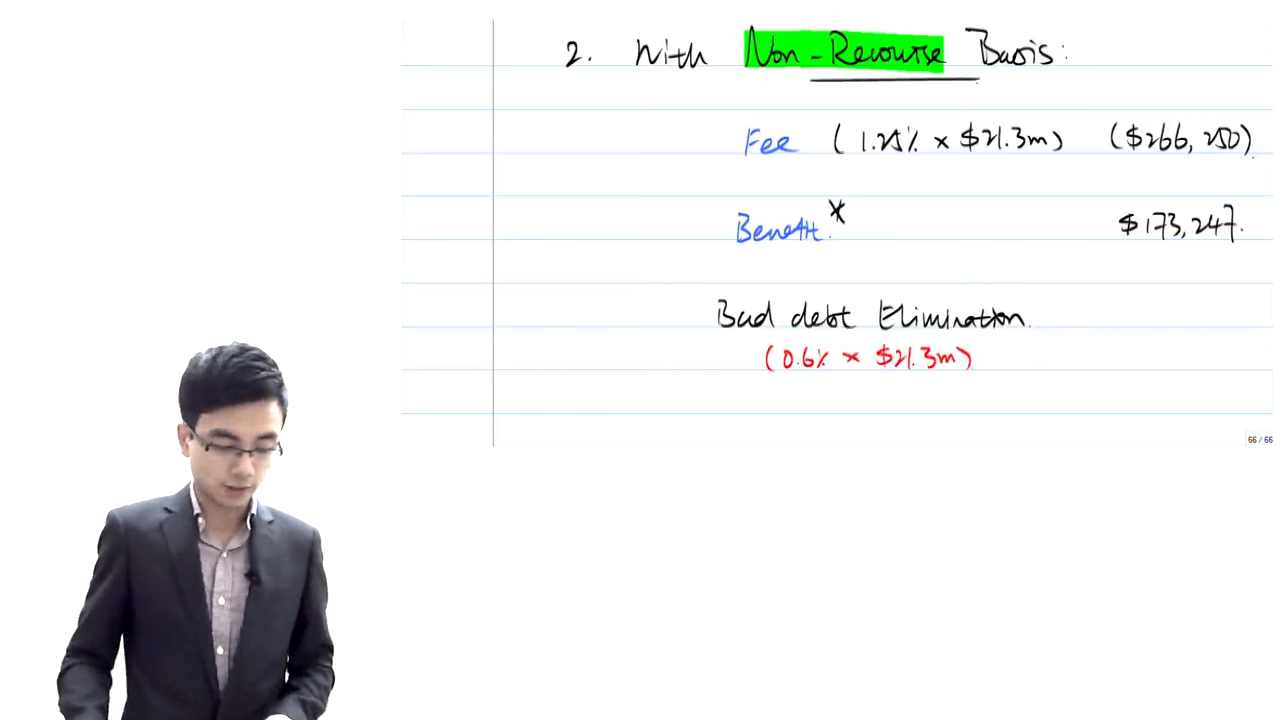 2. With Non-Recourse Basis:
Fee (1.25% × $21.3m) ($266,250)
Benefit.* $173,247.
Bad debt Elimination.
(0.6% × $21.3m)
66 / 66